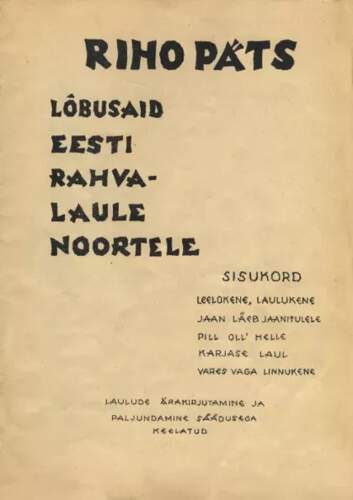 RIHO PÄTS
LÕBUSAID
EESTI
RAHVA-
LAULE
NOORTELE
SISUKORD
LEELOKENE, LAULUKENE
JAAN LÄEB JAANITULELE
PILL OLL' HELLE
KARJASE LAUL
VARES VAGA LINNUKENE
LAULUDE ÄRAKIRJUTAMINE JA
PALJUNDAMINE SÄÄDUSEGA
KEELATUD